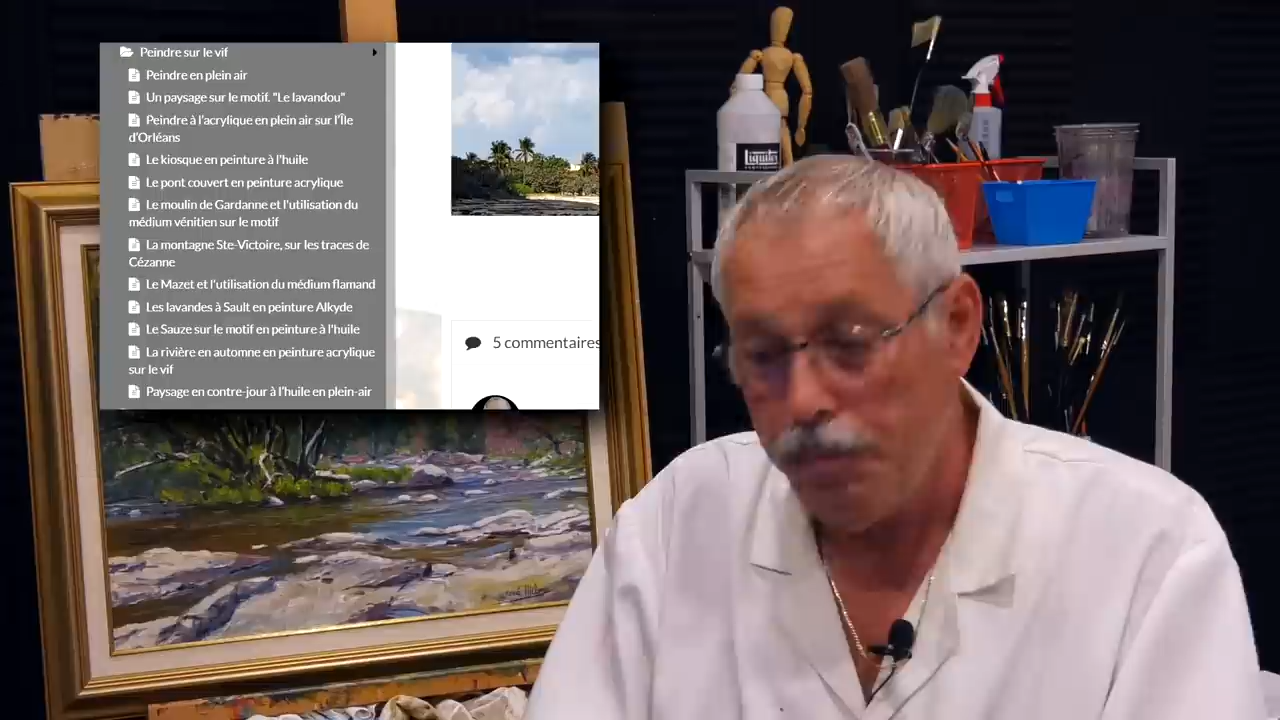 Peindre sur le vif
Peindre en plein air
Un paysage sur le motif. "Le lavandou"
Peindre à l'acrylique en plein air sur l'Île
d'Orléans
Le kiosque en peinture à l'huile
Le pont couvert en peinture acrylique
Le moulin de Gardanne et l'utilisation du
médium vénitien sur le motif
La montagne Ste-Victoire, sur les traces de
Cézanne
Le Mazet et l'utilisation du médium flamand
Les lavandes à Sault en peinture Alkyde
Le Sauze sur le motif en peinture à l'huile
La rivière en automne en peinture acrylique
sur le vif
Paysage en contre-jour à l'huile en plein-air
5 commentaires
Liquitex